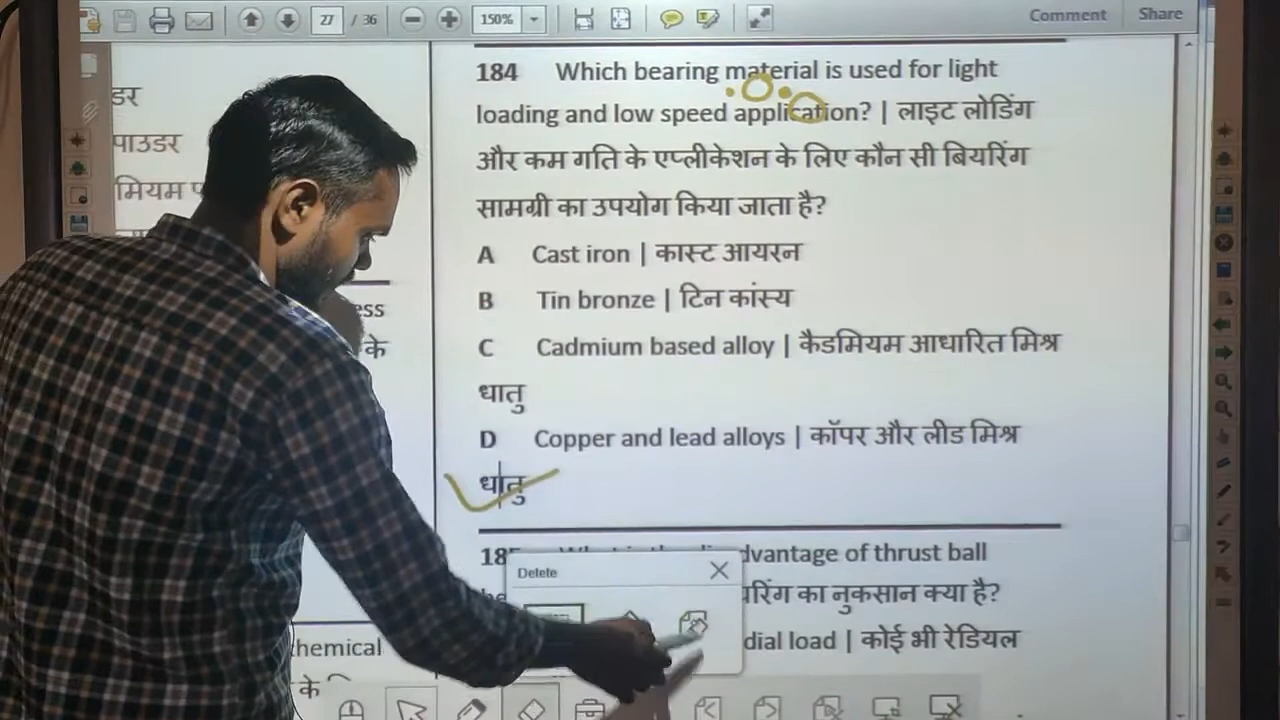 27 / 36
150%
Comment
Share
डर
पाउडर
मियम
ess
के
hemical
के
184 Which bearing material is used for light
loading and low speed application? | लाइट लोडिंग
और कम गति के एप्लीकेशन के लिए कौन सी बियरिंग
सामग्री का उपयोग किया जाता है?
A Cast iron | कास्ट आयरन
B Tin bronze | टिन कांस्य
C Cadmium based alloy | कैडमियम आधारित मिश्र
धातु
D Copper and lead alloys | कॉपर और लीड मिश्र
धातु
dvantage of thrust ball
Delete
रिंग का नुकसान क्या है?
dial load | कोई भी रेडियल